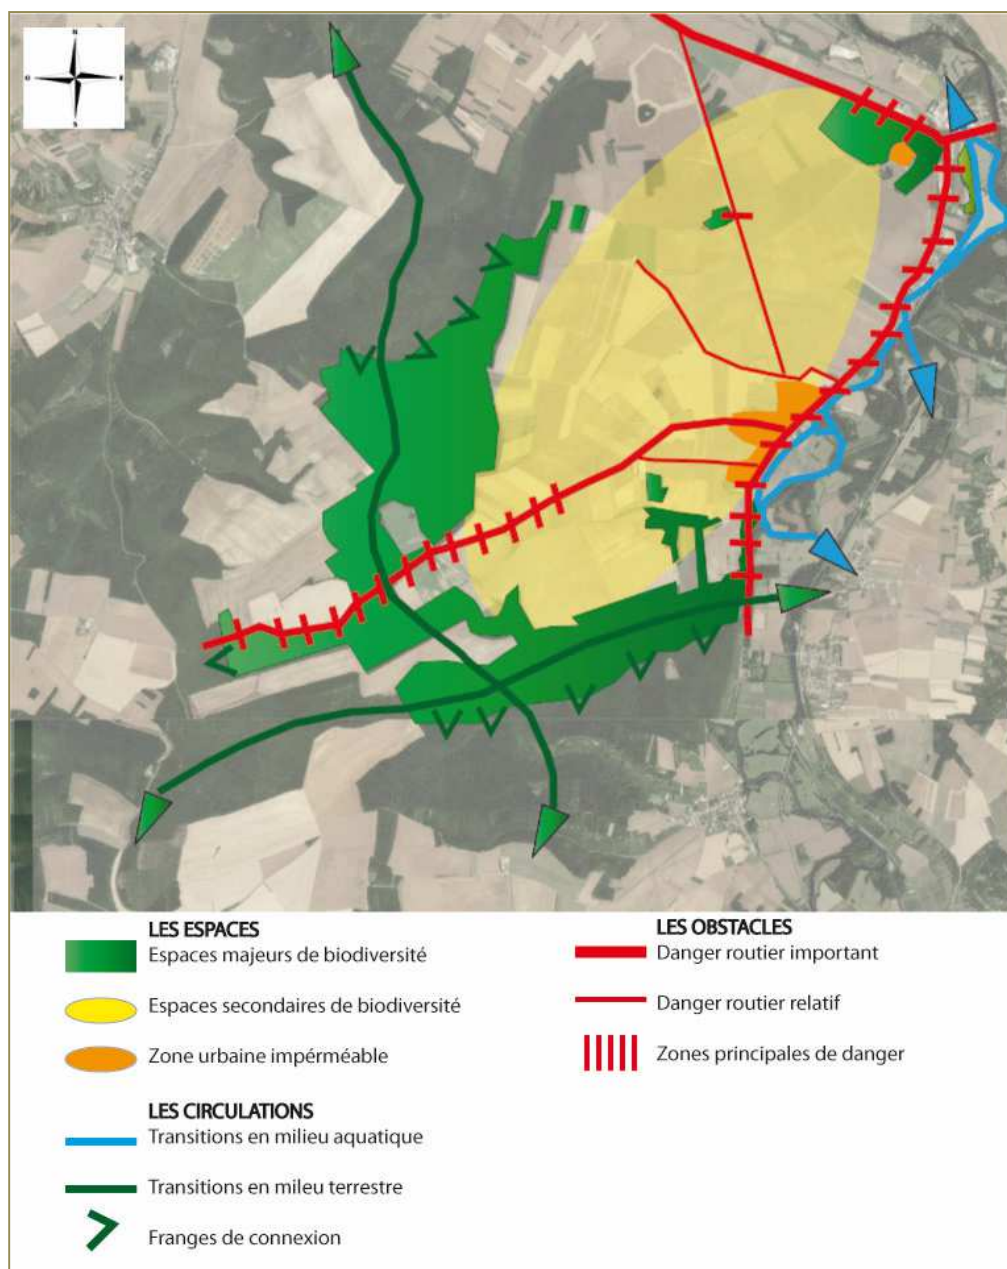 N
O
E
S
LES ESPACES
Espaces majeurs de biodiversité
Espaces secondaires de biodiversité
Zone urbaine impérméable
LES CIRCULATIONS
Transitions en milieu aquatique
Transitions en mileu terrestre
Franges de connexion
LES OBSTACLES
Danger routier important
Danger routier relatif
Zones principales de danger